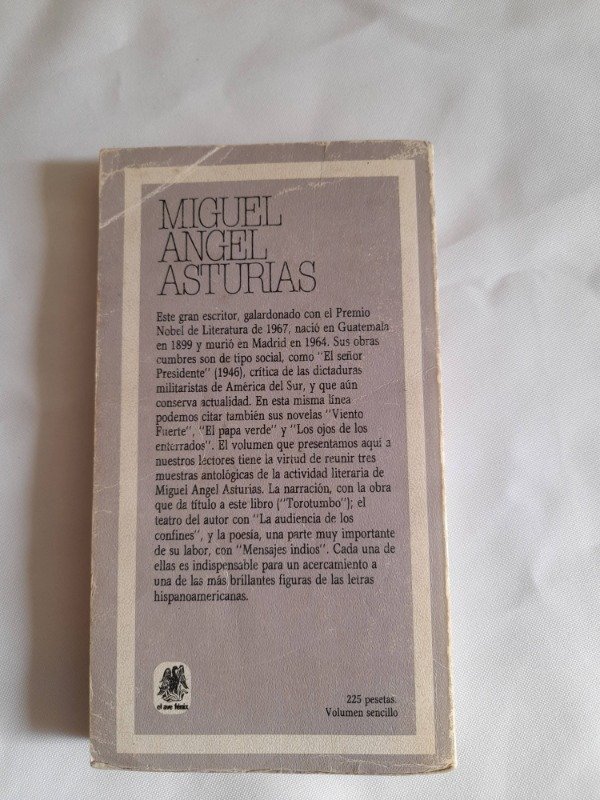 MIGUEL
ANGEL
ASTURIAS
Este gran escritor, galardonado con el Premio
Nobel de Literatura de 1967, nació en Guatemala
en 1899 y murió en Madrid en 1964. Sus obras
cumbres son de tipo social, como "El señor
Presidente" (1946), crítica de las dictaduras
militaristas de América del Sur, y que aún
conserva actualidad. En esta misma línea
podemos citar también sus novelas "Viento
Fuerte", "El papa verde" y "Los ojos de los
enterrados". El volumen que presentamos aquí a
nuestros lectores tiene la virtud de reunir tres
muestras antológicas de la actividad literaria de
Miguel Angel Asturias. La narración, con la obra
que da título a este libro ("Torotumbo"); el
teatro del autor con "La audiencia de los
confines", y la poesía, una parte muy importante
de su labor, con "Mensajes indios". Cada una de
ellas es indispensable para un acercamiento a
una de las más brillantes figuras de las letras
hispanoamericanas.
el ave fénix
225 pesetas.
Volumen sencillo